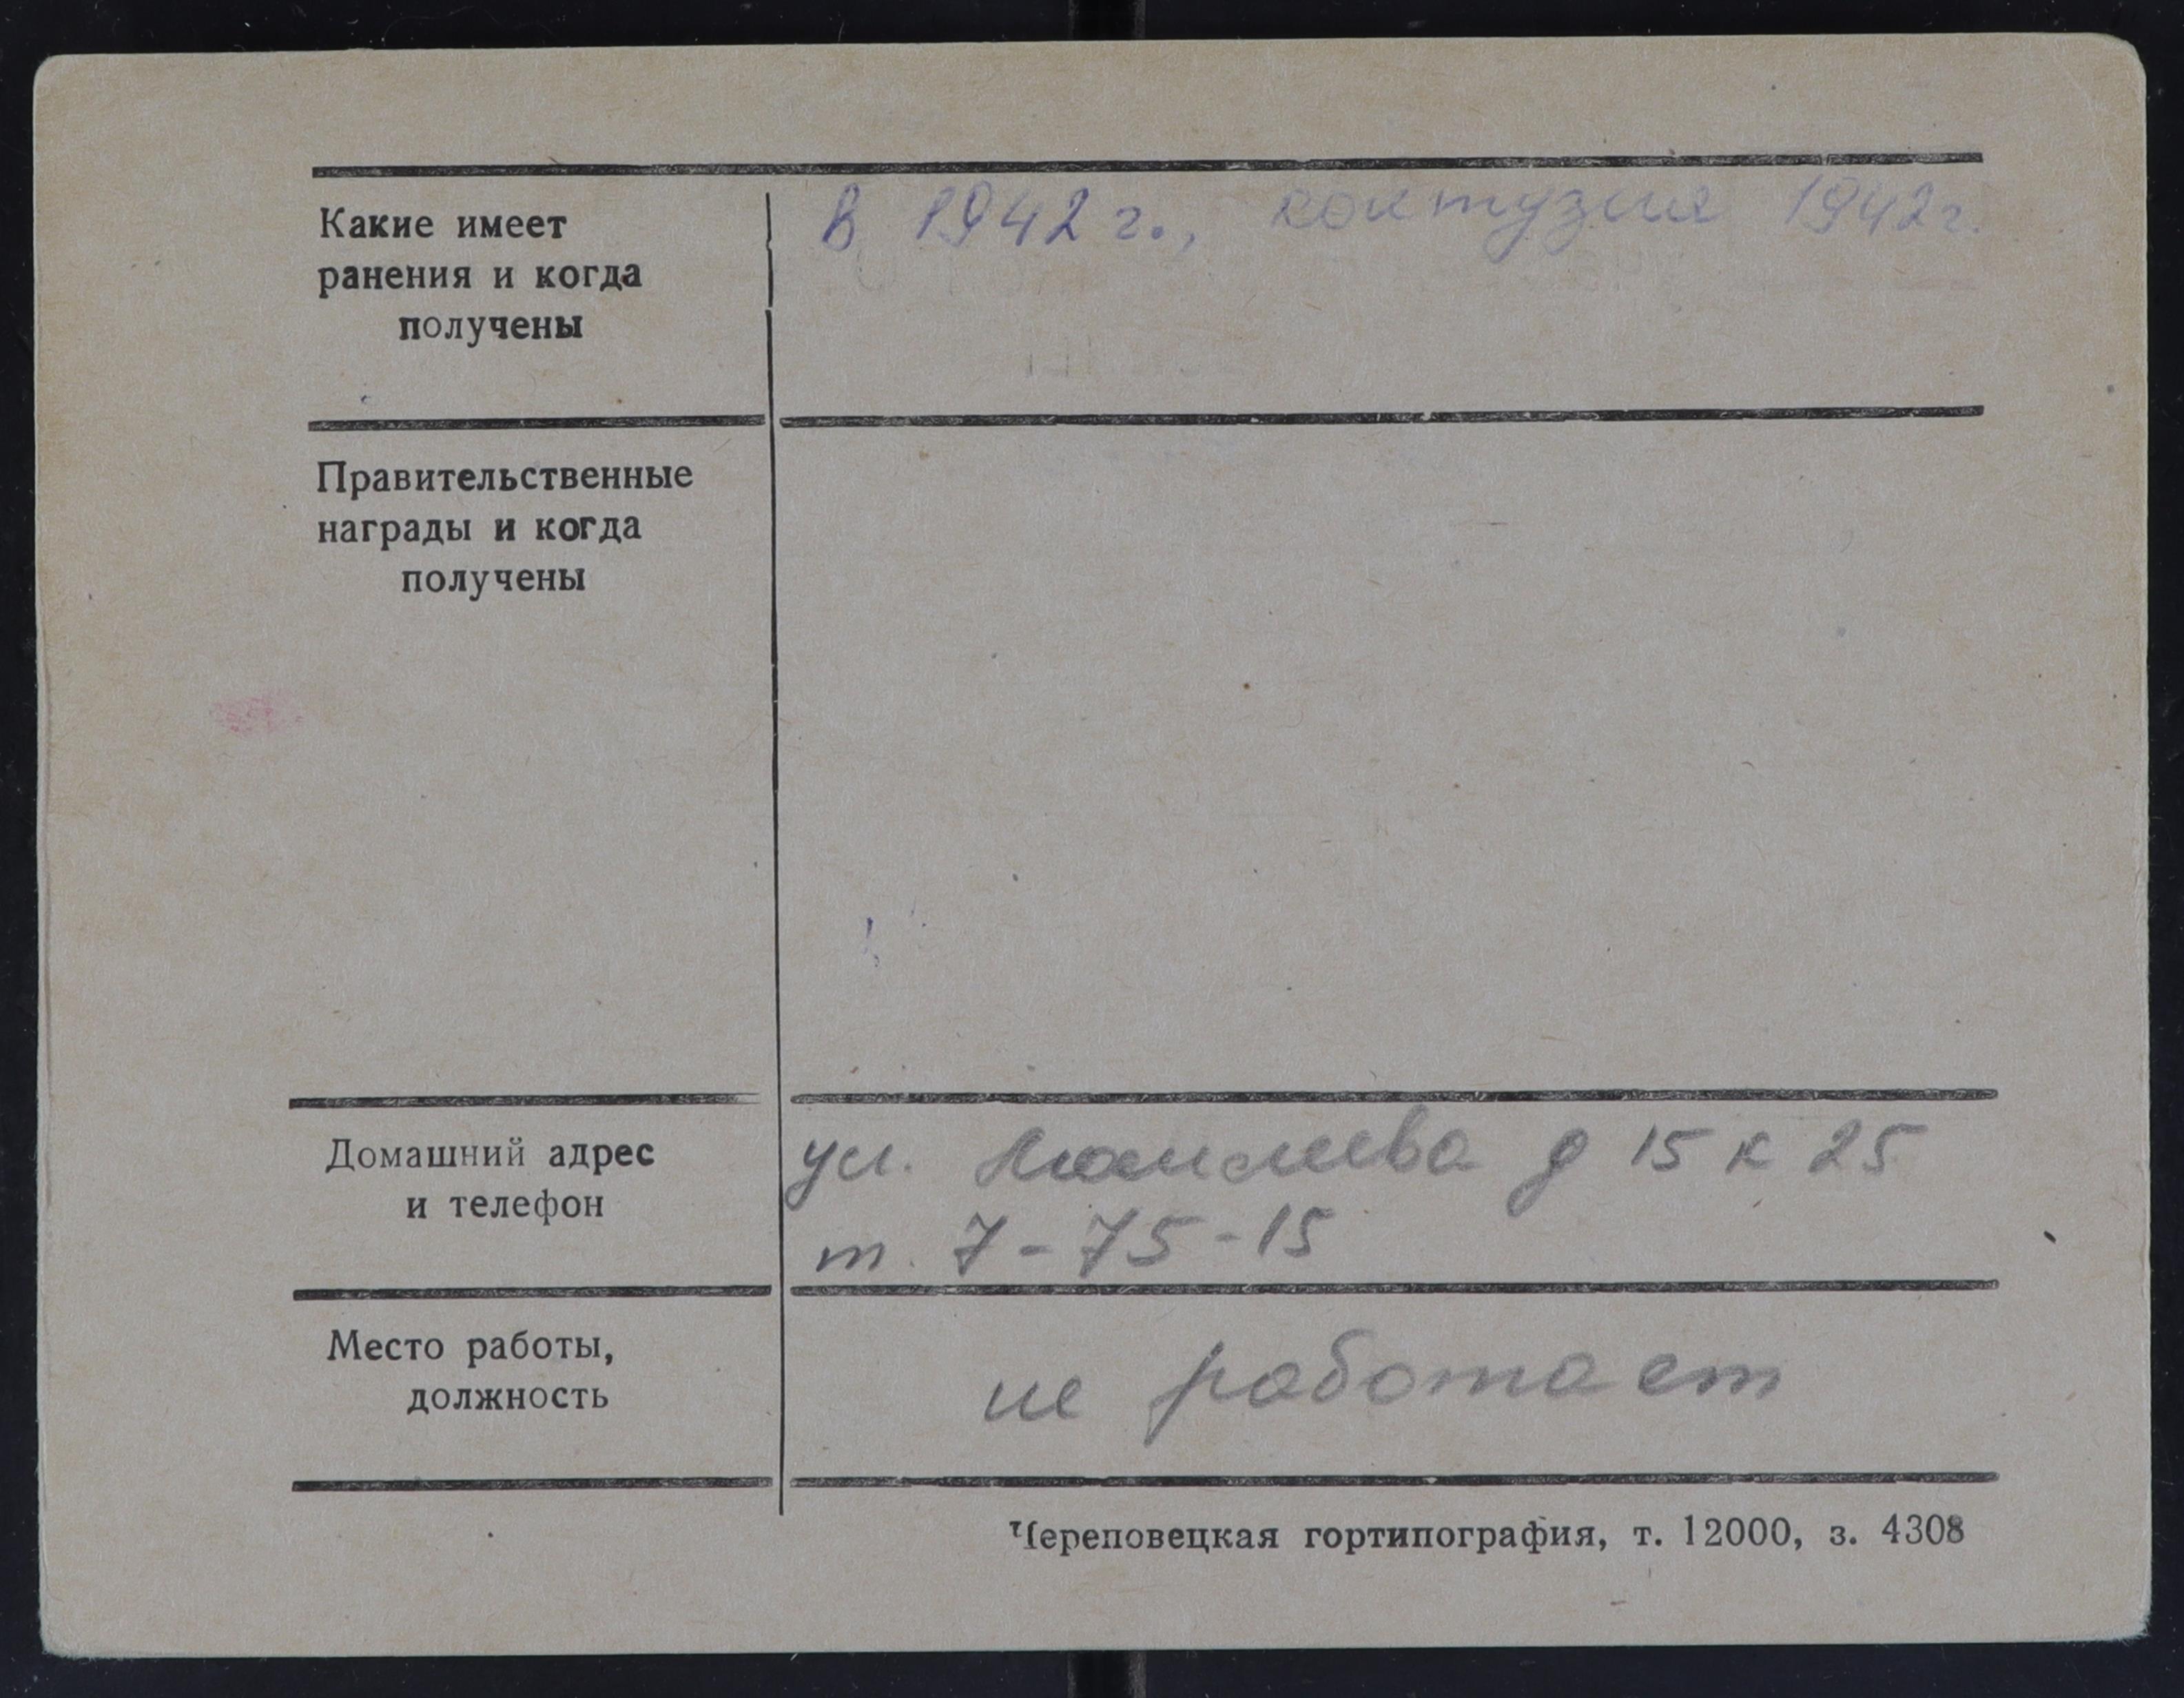 Какие имеет
ранения и когда
получены
в 1942 г., контузия 1942 г.
Правительственные
награды и когда
получены
Домашний адрес
и телефон
ул. д 15 к 25
т. 7-75-15
Место работы,
должность
не работает
Череповецкая гортипография, т. 12000, з. 4308